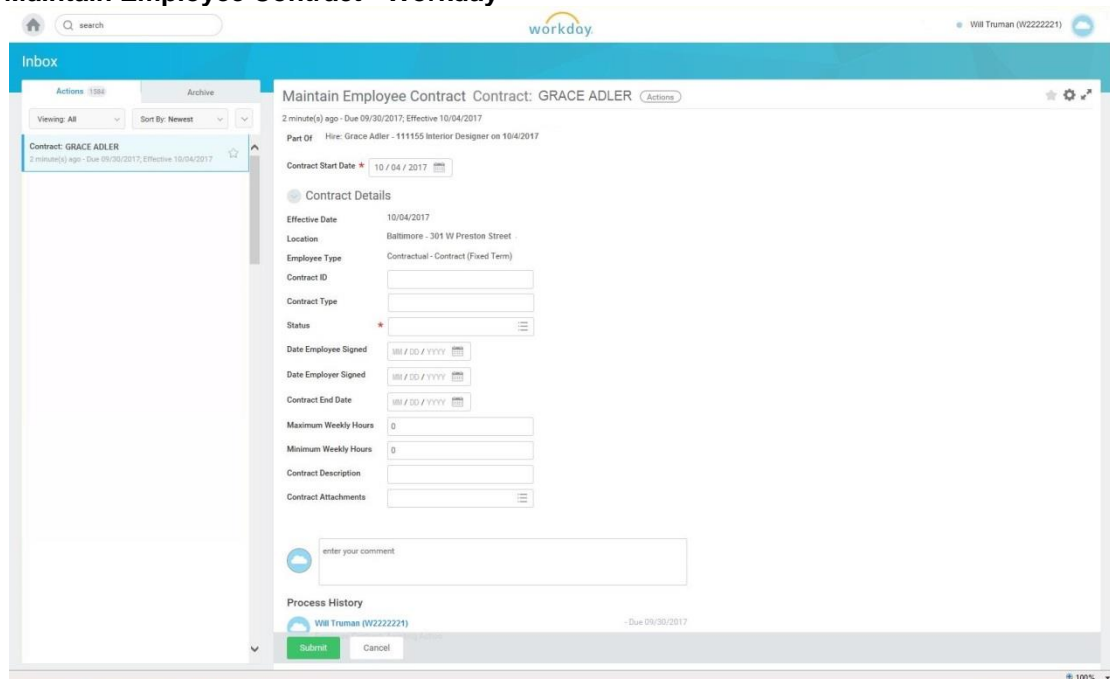 Maintain Employee Contract - Workday
search
workday.
Will Truman (W2222221)
Inbox
Actions 1384
Archive
Viewing: All
Sort By: Newest
Contract: GRACE ADLER
2 minute(s) ago - Due 09/30/2017; Effective 10/04/2017
Maintain Employee Contract Contract: GRACE ADLER Actions
2 minute(s) ago - Due 09/30/2017; Effective 10/04/2017
Part Of Hire: Grace Adler - 111155 Interior Designer on 10/4/2017
Contract Start Date * 10 / 04 / 2017
Contract Details
Effective Date 10/04/2017
Location Baltimore - 301 W Preston Street
Employee Type Contractual - Contract (Fixed Term)
Contract ID
Contract Type
Status *
Date Employee Signed MM / DD / YYYY
Date Employer Signed MM / DD / YYYY
Contract End Date MM / DD / YYYY
Maximum Weekly Hours 0
Minimum Weekly Hours 0
Contract Description
Contract Attachments
enter your comment
Process History
Will Truman (W2222221) - Due 09/30/2017
Submit Cancel
100%